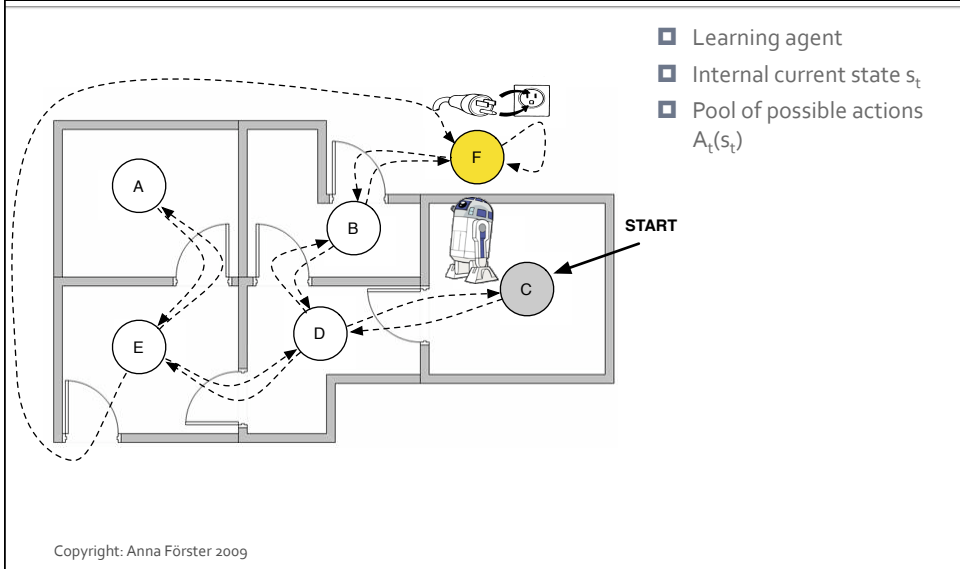 Learning agent
Internal current state sₜ
Pool of possible actions
Aₜ(sₜ)
F
A
B
START
C
D
E
Copyright: Anna Förster 2009